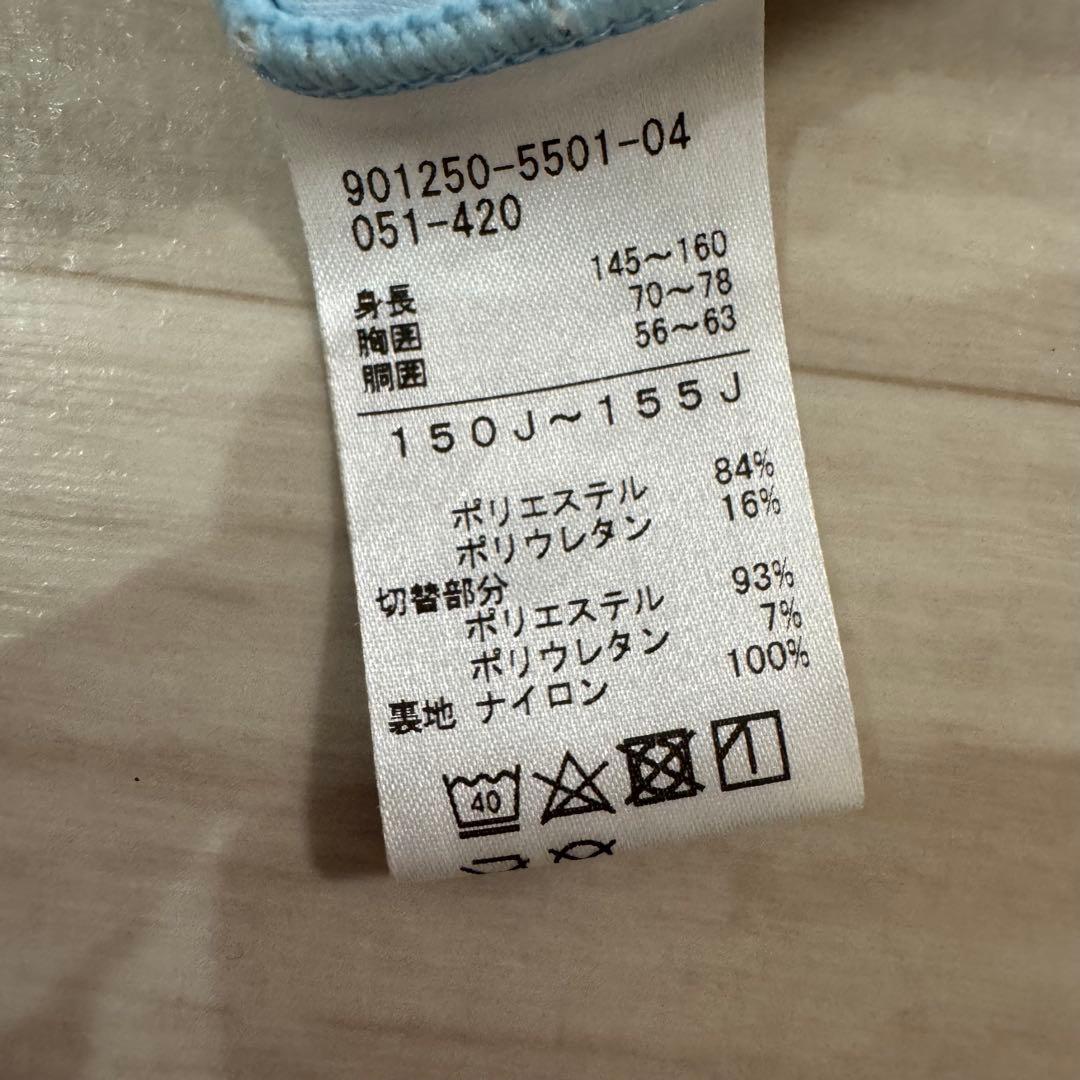 901250-5501-04
051-420
身長 145～160
胸囲 70～78
胴囲 56～63
１５０Ｊ～１５５Ｊ
ポリエステル 84%
ポリウレタン 16%
切替部分
ポリエステル 93%
ポリウレタン 7%
裏地 ナイロン 100%
40